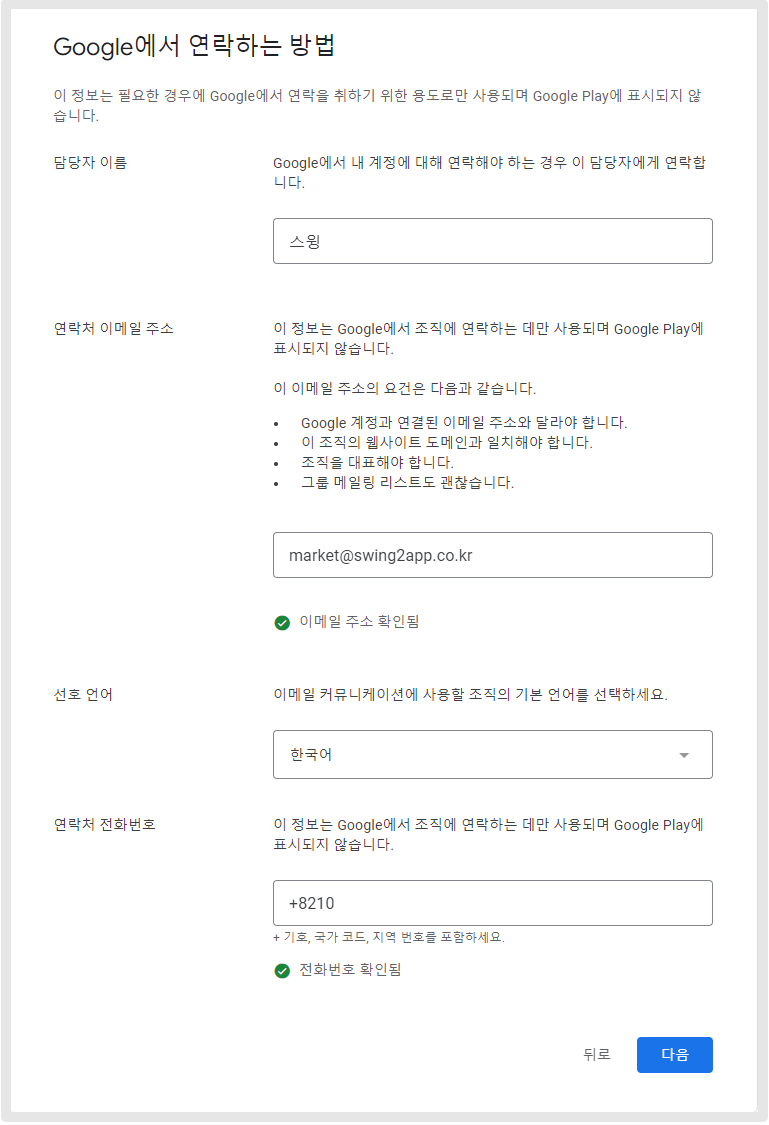 Google에서 연락하는 방법
이 정보는 필요한 경우에 Google에서 연락을 취하기 위한 용도로만 사용되며 Google Play에 표시되지 않
습니다.
담당자 이름
Google에서 내 계정에 대해 연락해야 하는 경우 이 담당자에게 연락합
니다.
스윙
연락처 이메일 주소
이 정보는 Google에서 조직에 연락하는 데만 사용되며 Google Play에
표시되지 않습니다.
이 이메일 주소의 요건은 다음과 같습니다.
• Google 계정과 연결된 이메일 주소와 달라야 합니다.
• 이 조직의 웹사이트 도메인과 일치해야 합니다.
• 조직을 대표해야 합니다.
• 그룹 메일링 리스트도 괜찮습니다.
market@swing2app.co.kr
이메일 주소 확인됨
선호 언어
이메일 커뮤니케이션에 사용할 조직의 기본 언어를 선택하세요.
한국어
연락처 전화번호
이 정보는 Google에서 조직에 연락하는 데만 사용되며 Google Play에
표시되지 않습니다.
+8210
+ 기호, 국가 코드, 지역 번호를 포함하세요.
전화번호 확인됨
뒤로
다음